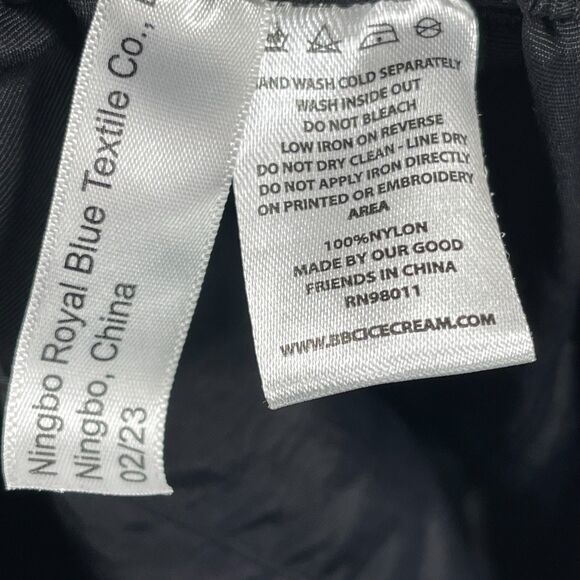 Ningbo Royal Blue Textile Co.,
Ningbo, China
02/23
HAND WASH COLD SEPARATELY
WASH INSIDE OUT
DO NOT BLEACH
LOW IRON ON REVERSE
DO NOT DRY CLEAN - LINE DRY
DO NOT APPLY IRON DIRECTLY
ON PRINTED OR EMBROIDERY
AREA
100%NYLON
MADE BY OUR GOOD
FRIENDS IN CHINA
RN98011
WWW.BBCICECREAM.COM